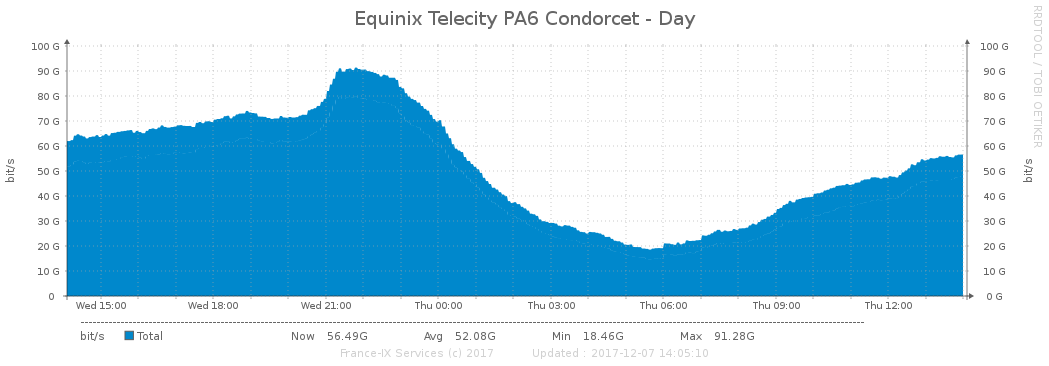 Equinix Telecity PA6 Condorcet - Day
RRDTOOL / TOBI OETIKER
100 G 100 G
90 G 90 G
80 G 80 G
70 G 70 G
60 G 60 G
50 G 50 G
40 G 40 G
30 G 30 G
20 G 20 G
10 G 10 G
0 0 G
bit/s bit/s
Wed 15:00 Wed 18:00 Wed 21:00 Thu 00:00 Thu 03:00 Thu 06:00 Thu 09:00 Thu 12:00
bit/s Total Now 56.49G Avg 52.08G Min 18.46G Max 91.28G
France-IX Services (c) 2017 Updated : 2017-12-07 14:05:10